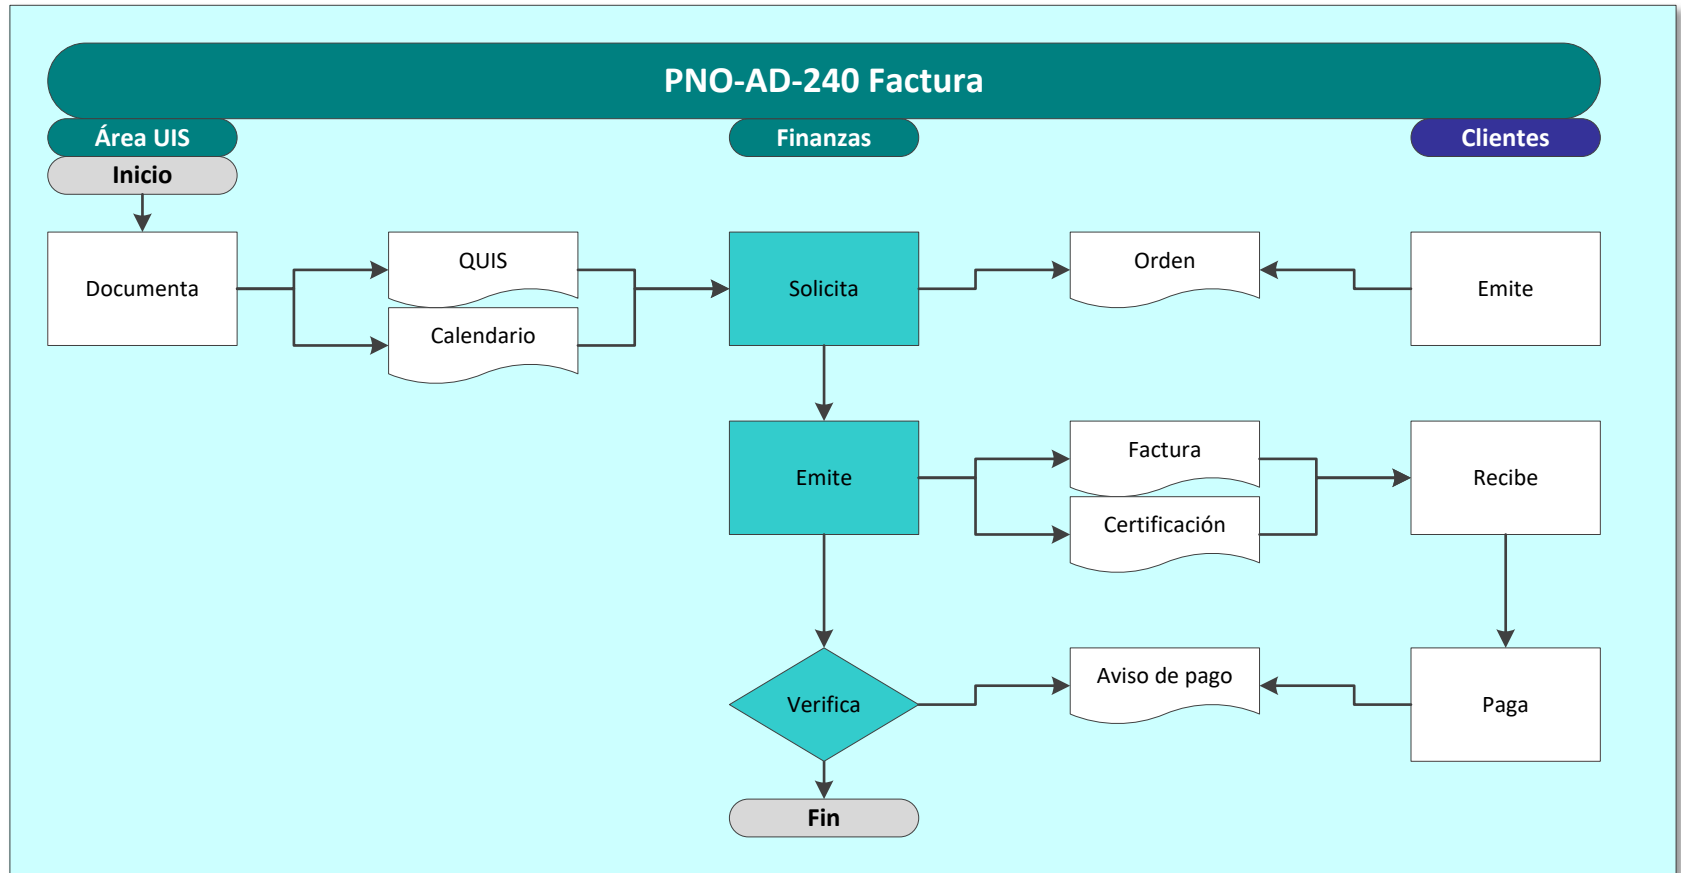 PNO-AD-240 Factura
Área UIS
Finanzas
Clientes
Inicio
Documenta
QUIS
Calendario
Solicita
Orden
Emite
Emite
Factura
Certificación
Recibe
Verifica
Aviso de pago
Paga
Fin